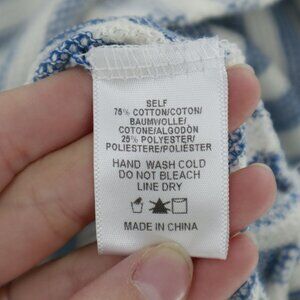 SELF
75% COTTON/COTON/
BAUMWOLLE/
COTONE/ALGODÓN
25% POLYESTER/
POLIESTERE/POLIÉSTER
HAND WASH COLD
DO NOT BLEACH
LINE DRY
MADE IN CHINA